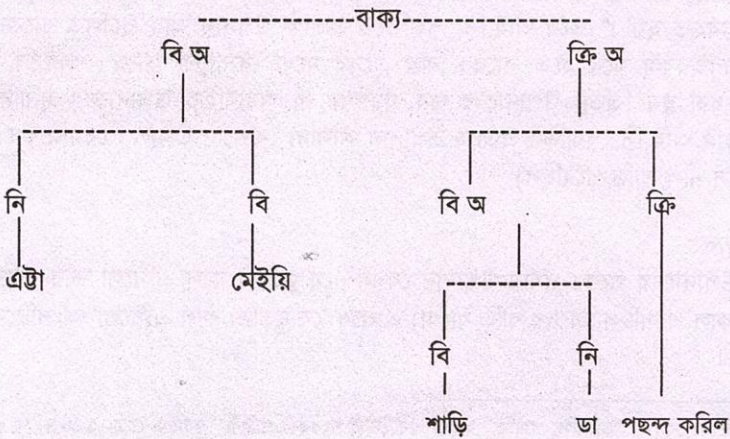 বাক্য
বি অ ক্রি অ
নি বি বি অ ক্রি
এট্টা মেইয়ি
বি নি
শাড়ি ডা পছন্দ করিল